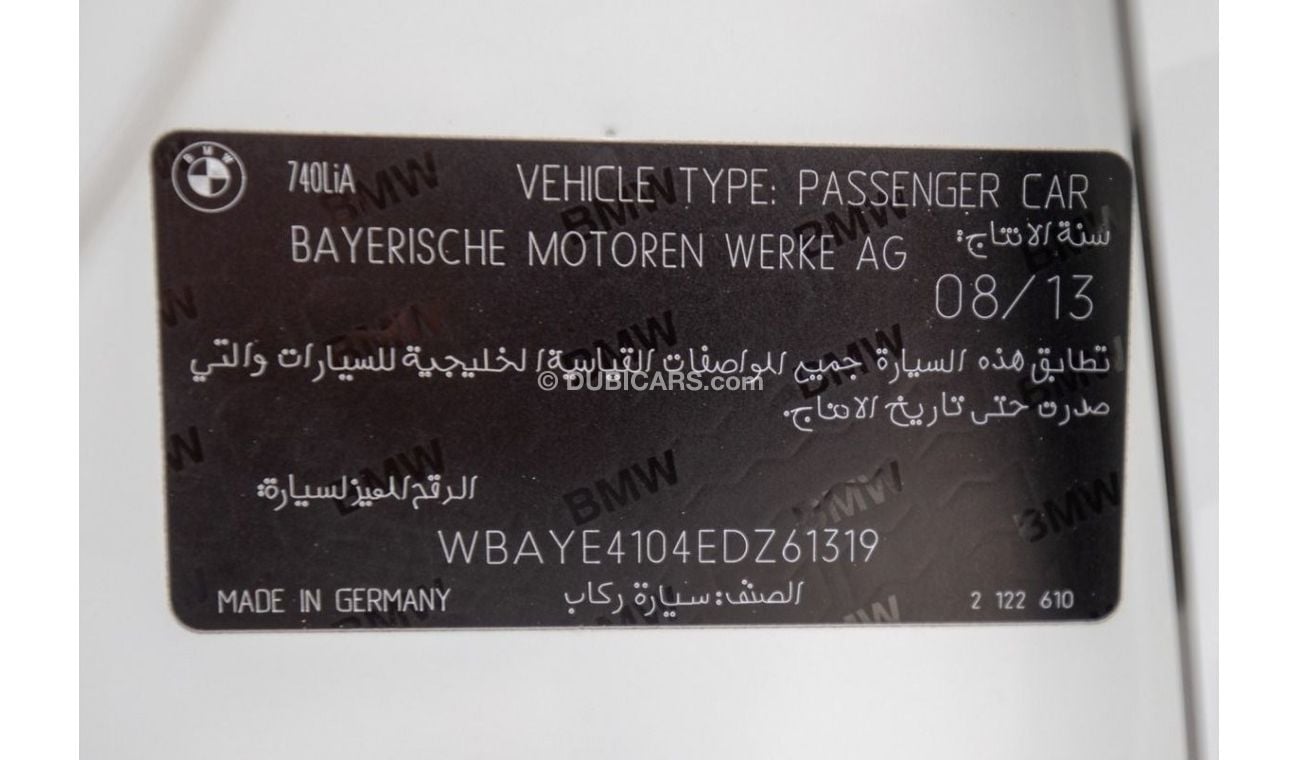 BMW 740LiA VEHICLE TYPE: PASSENGER CAR
BAYERISCHE MOTOREN WERKE AG سنة الانتاج:
08/13
تطابق هذه السيارة جميع المواصفات القياسية الخليجية للسيارات والتي
© DUBICARS.com
صدرت حتى تاريخ الانتاج.
الرقم المميز لسيارة:
WBAYE4104EDZ61319
MADE IN GERMANY الصنف: سيارة ركاب 2 122 610